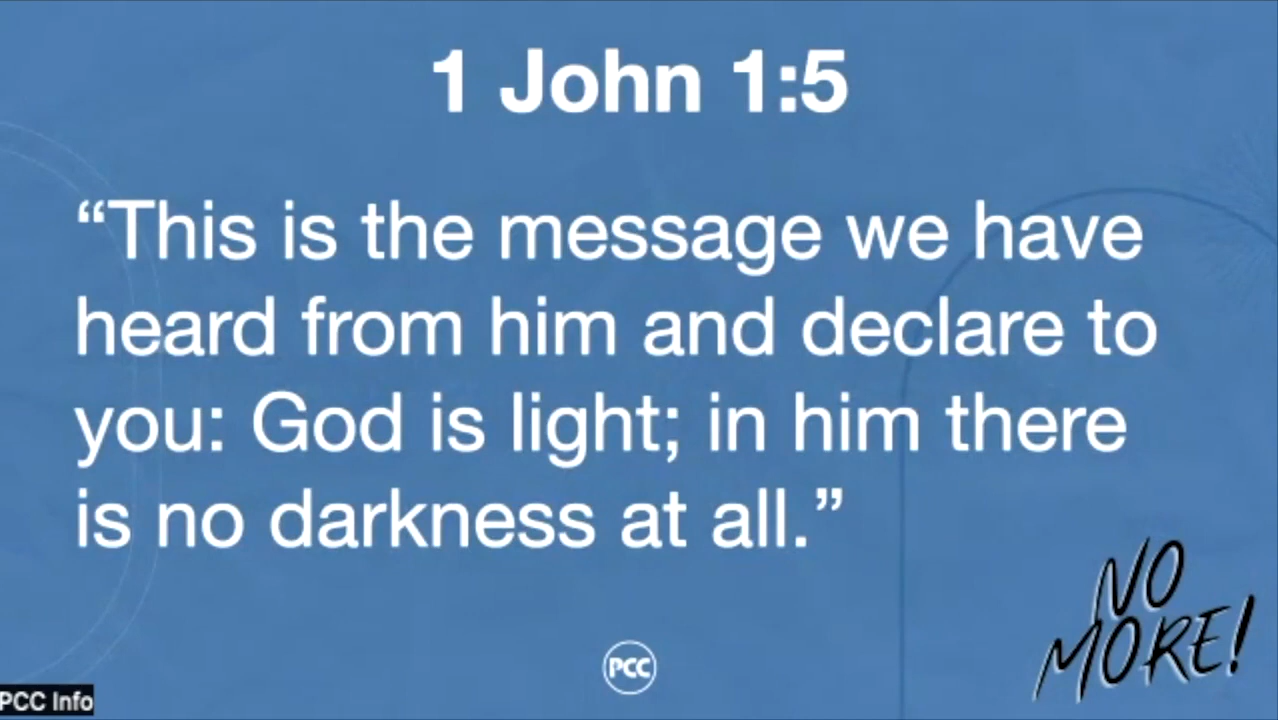 1 John 1:5
“This is the message we have
heard from him and declare to
you: God is light; in him there
is no darkness at all.”
NO
MORE!
PCC
PCC Info